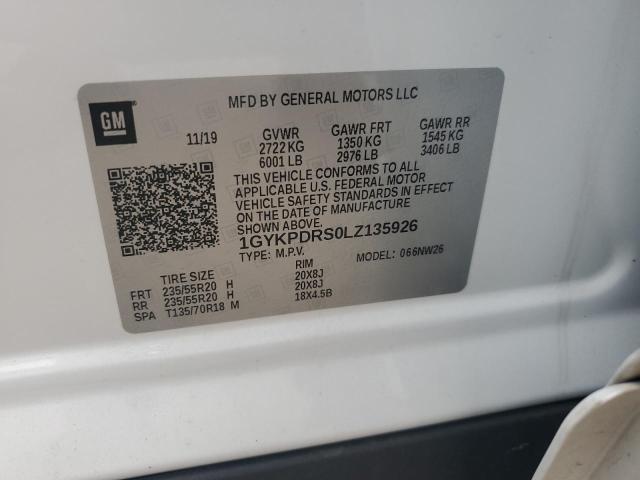 GM
MFD BY GENERAL MOTORS LLC
11/19 GVWR GAWR FRT GAWR RR
2722 KG 1350 KG 1545 KG
6001 LB 2976 LB 3406 LB
THIS VEHICLE CONFORMS TO ALL
APPLICABLE U.S. FEDERAL MOTOR
VEHICLE SAFETY STANDARDS IN EFFECT
ON THE DATE OF MANUFACTURE
SHOWN ABOVE.
1GYKPDRS0LZ135926
TYPE: M.P.V. MODEL: 066NW26
TIRE SIZE RIM
FRT 235/55R20 H 20X8J
RR 235/55R20 H 20X8J
SPA T135/70R18 M 18X4.5B